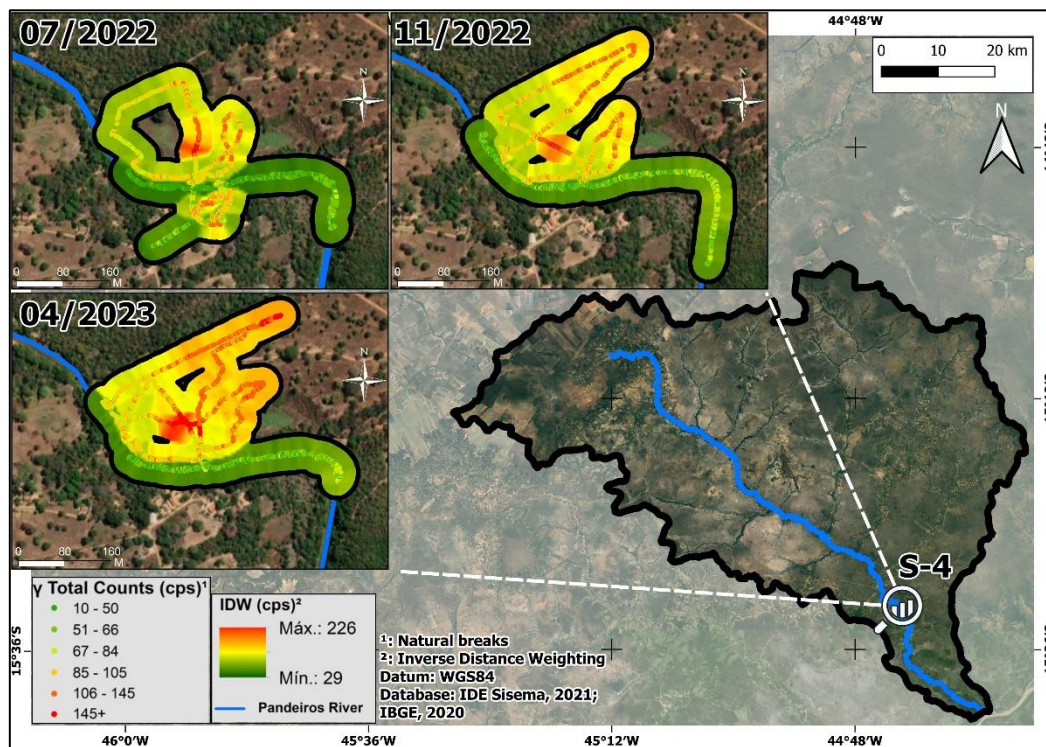 07/2022
N
0 80 160
M
11/2022
N
0 80 160
M
04/2023
N
0 80 160
M
44°48′W
0 10 20 km
N
S-4
γ Total Counts (cps)¹
10 - 50
51 - 66
67 - 84
85 - 105
106 - 145
145+
IDW (cps)²
Máx.: 226
Mín.: 29
Pandeiros River
¹: Natural breaks
²: Inverse Distance Weighting
Datum: WGS84
Database: IDE Sisema, 2021;
IBGE, 2020
15°36′S
46°0′W 45°36′W 45°12′W 44°48′W